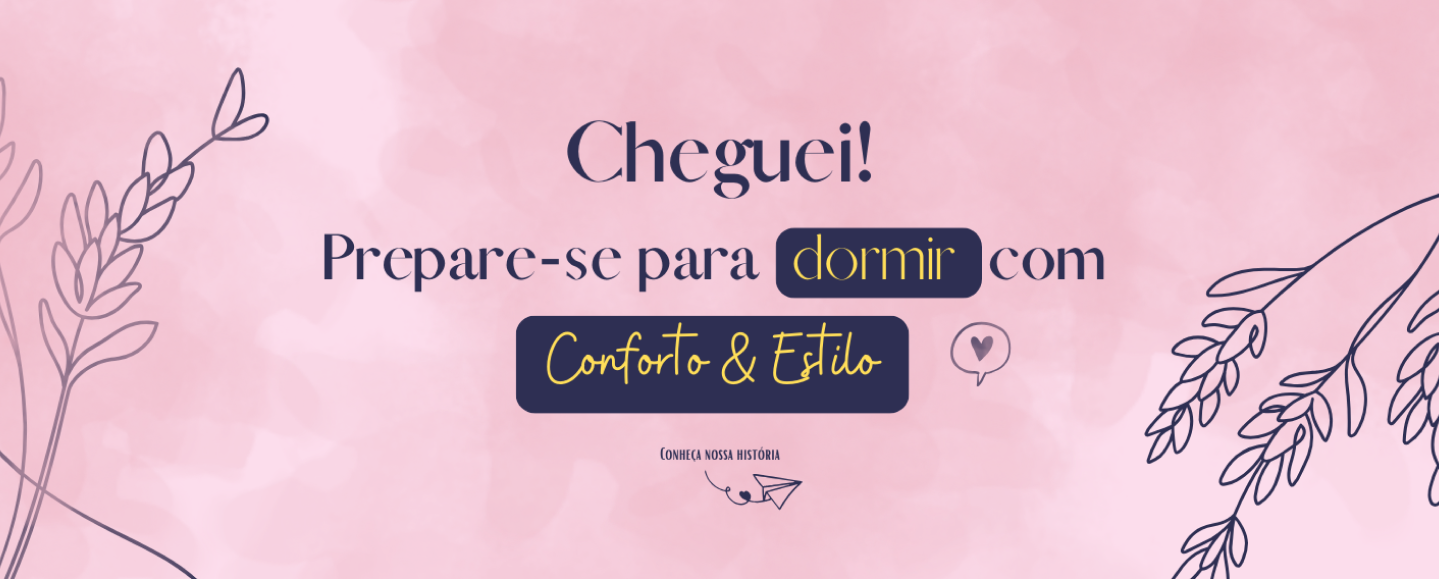 Cheguei!
Prepare-se para dormir com
Conforto & Estilo
Conheça nossa história